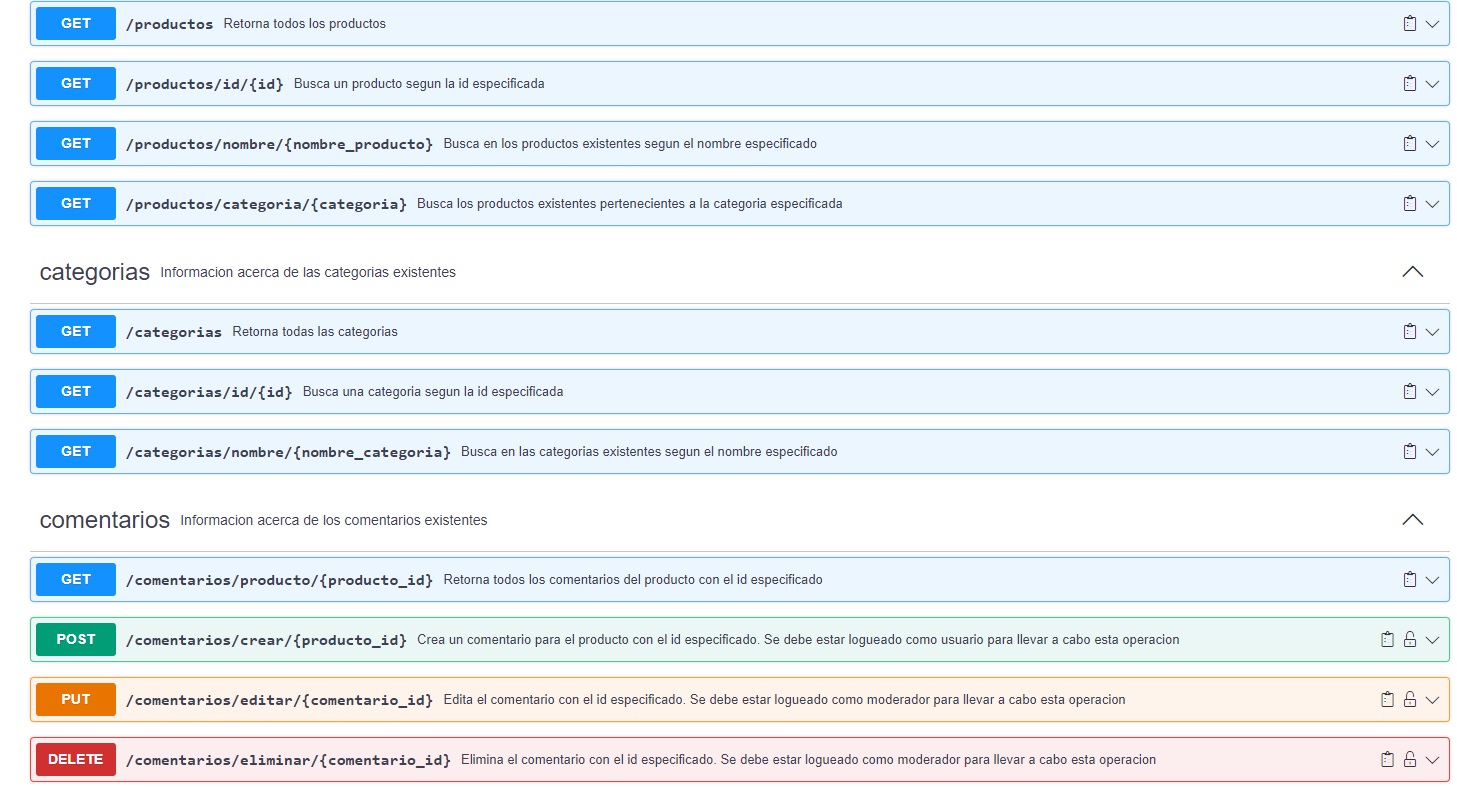 GET /productos Retorna todos los productos
GET /productos/id/{id} Busca un producto segun la id especificada
GET /productos/nombre/{nombre_producto} Busca en los productos existentes segun el nombre especificado
GET /productos/categoria/{categoria} Busca los productos existentes pertenecientes a la categoria especificada
categorias Informacion acerca de las categorias existentes
GET /categorias Retorna todas las categorias
GET /categorias/id/{id} Busca una categoria segun la id especificada
GET /categorias/nombre/{nombre_categoria} Busca en las categorias existentes segun el nombre especificado
comentarios Informacion acerca de los comentarios existentes
GET /comentarios/producto/{producto_id} Retorna todos los comentarios del producto con el id especificado
POST /comentarios/crear/{producto_id} Crea un comentario para el producto con el id especificado. Se debe estar logueado como usuario para llevar a cabo esta operacion
PUT /comentarios/editar/{comentario_id} Edita el comentario con el id especificado. Se debe estar logueado como moderador para llevar a cabo esta operacion
DELETE /comentarios/eliminar/{comentario_id} Elimina el comentario con el id especificado. Se debe estar logueado como moderador para llevar a cabo esta operacion